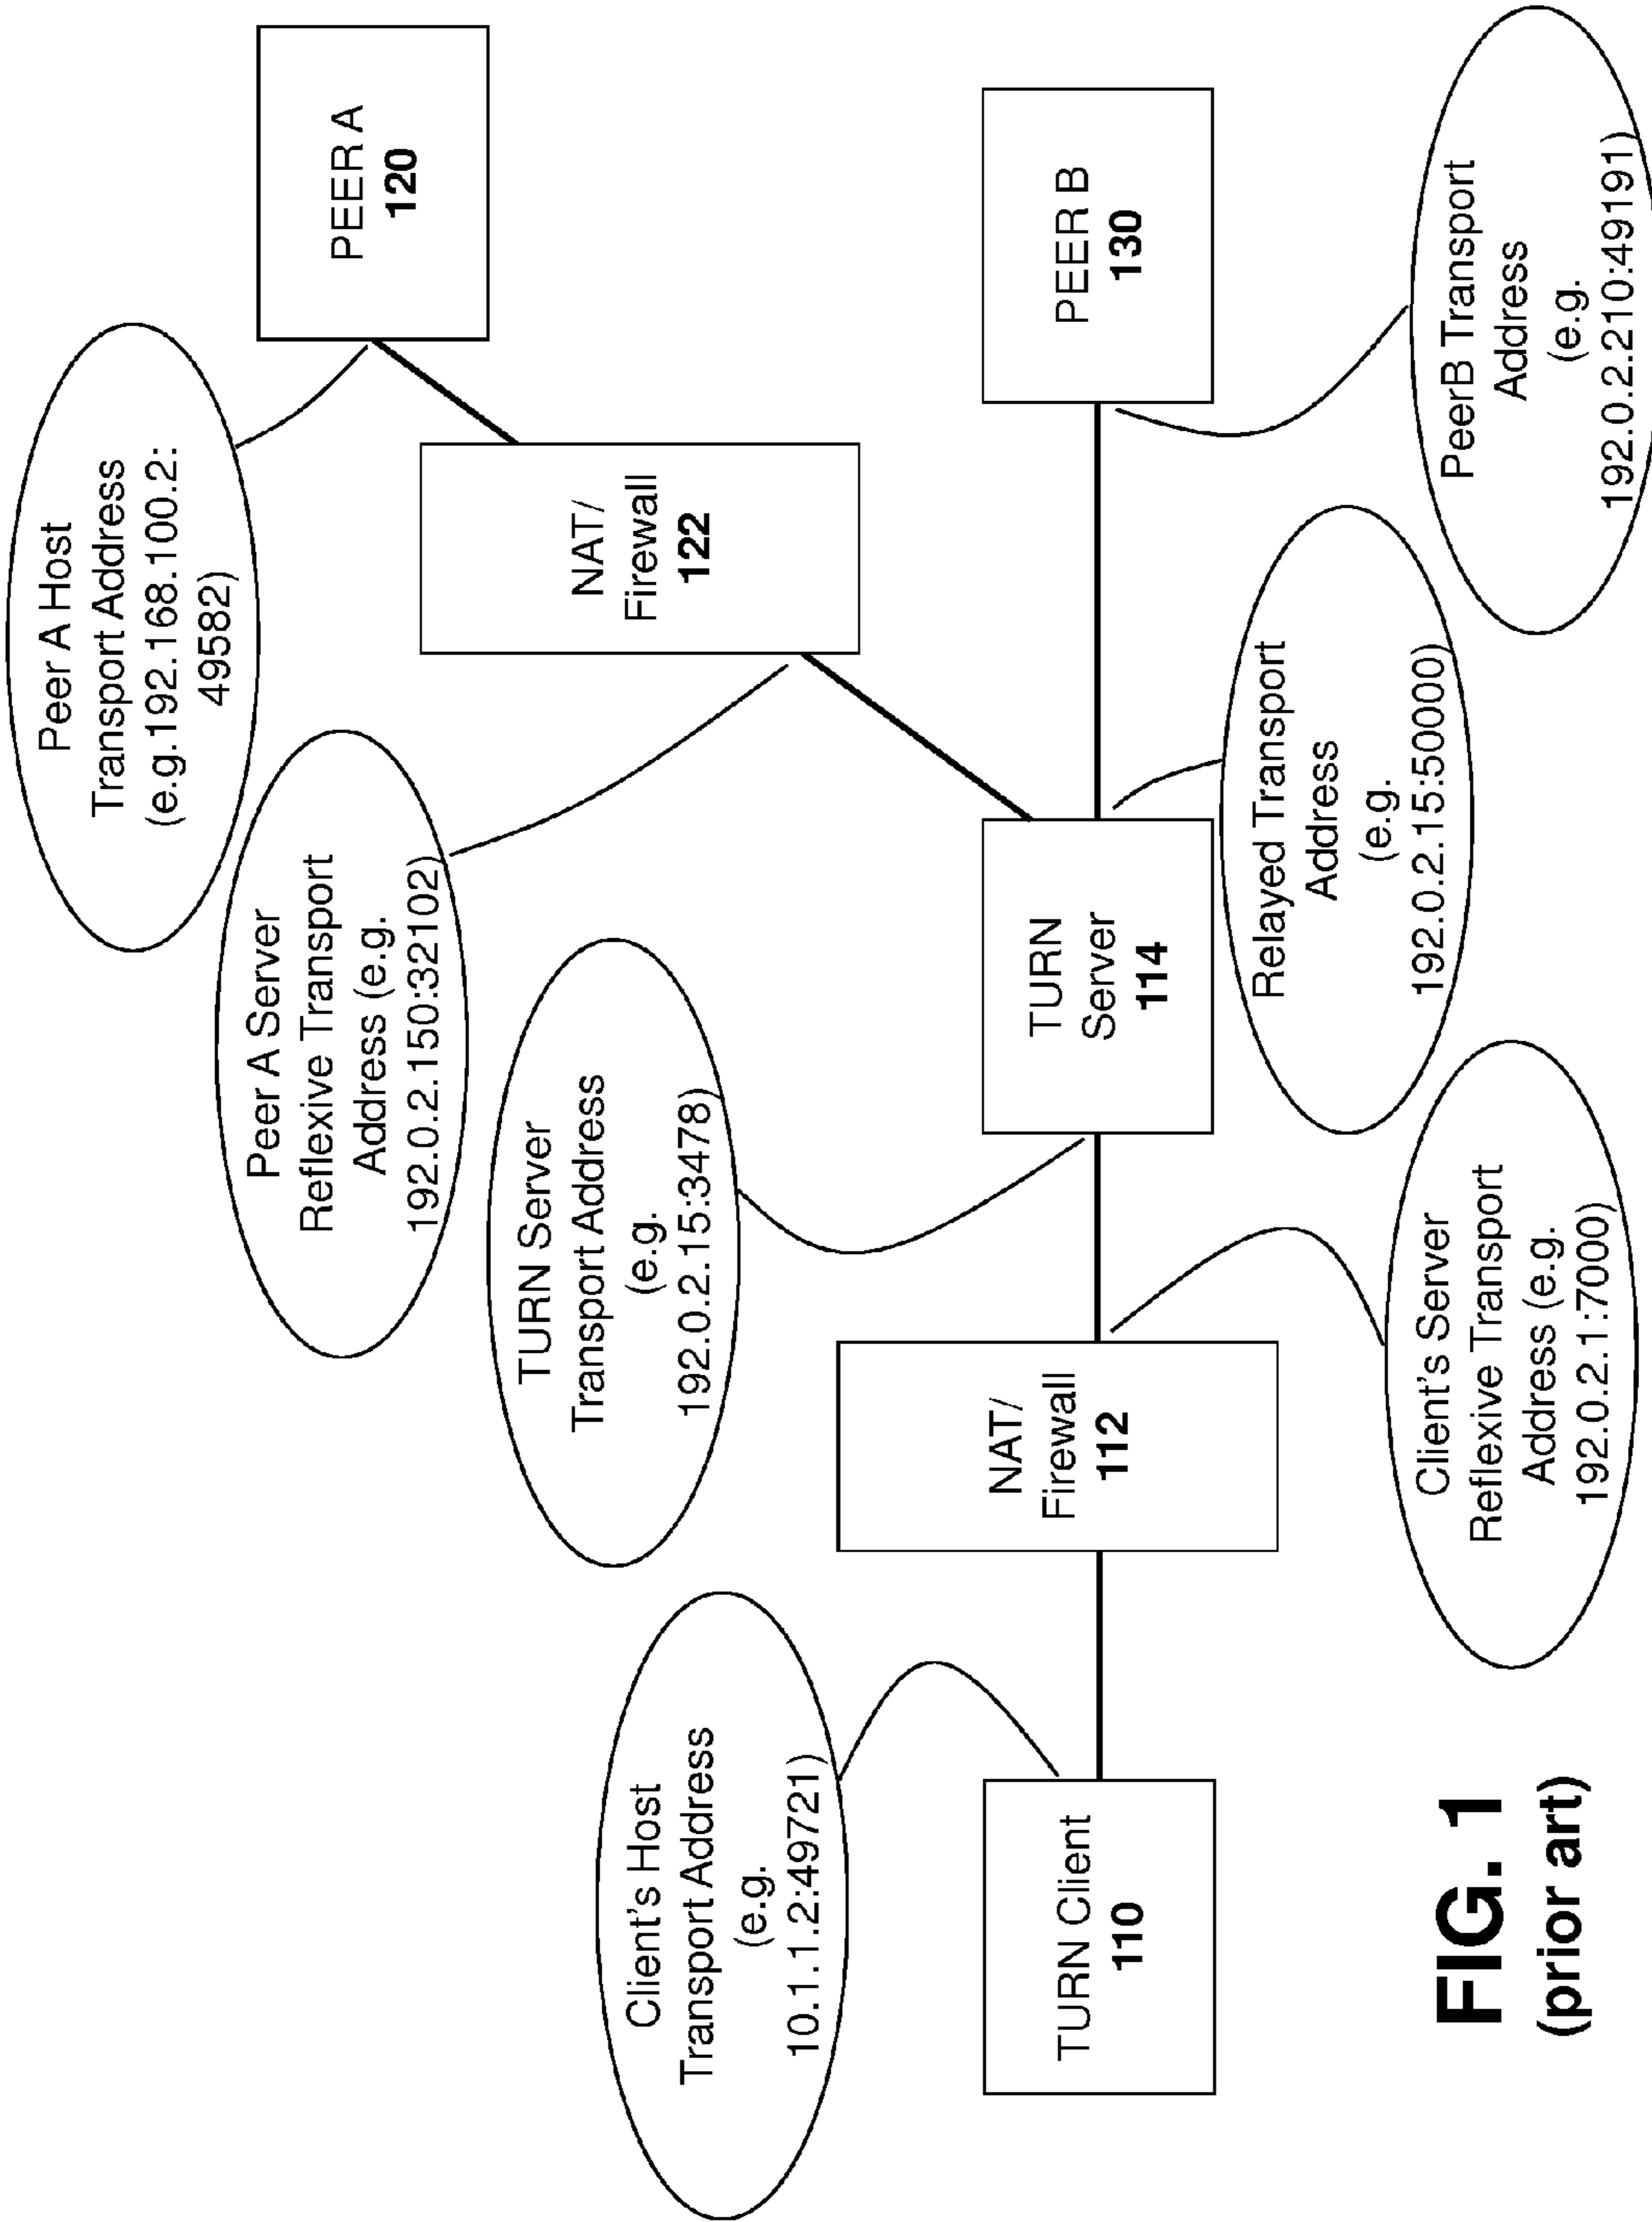 Peer A Host
Transport Address
(e.g.192.168.100.2:
49582)
Peer A Server
Reflexive Transport
Address (e.g.
192.0.2.150:32102)
TURN Server
Transport Address
(e.g.
192.0.2.15:3478)
Client's Host
Transport Address
(e.g.
10.1.1.2:49721)
PEER A
120
NAT/
Firewall
122
TURN Client
110
NAT/
Firewall
112
TURN
Server
114
PEER B
130
Client's Server
Reflexive Transport
Address (e.g.
192.0.2.1:7000)
Relayed Transport
Address
(e.g.
192.0.2.15:50000)
PeerB Transport
Address
(e.g.
192.0.2.210:49191)
FIG. 1
(prior art)